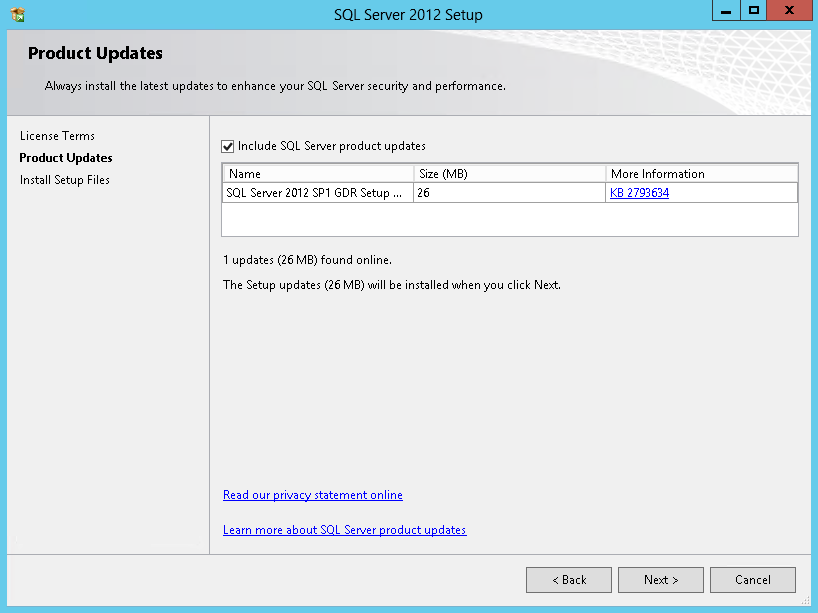 SQL Server 2012 Setup
Product Updates
Always install the latest updates to enhance your SQL Server security and performance.
License Terms
Product Updates
Install Setup Files
Include SQL Server product updates
Name Size (MB) More Information
SQL Server 2012 SP1 GDR Setup ... 26 KB 2793634
1 updates (26 MB) found online.
The Setup updates (26 MB) will be installed when you click Next.
Read our privacy statement online
Learn more about SQL Server product updates
< Back Next > Cancel